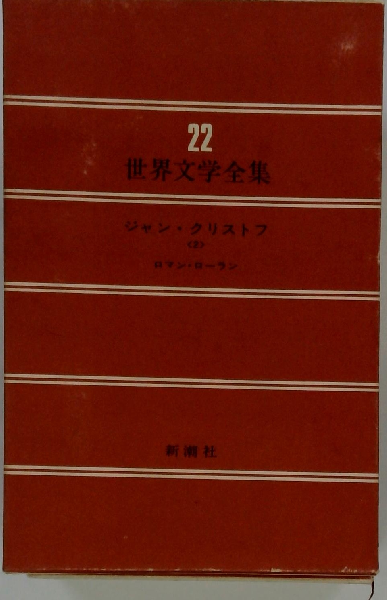 22
世界文学全集
ジャン・クリストフ
〈2〉
ロマン・ローラン
新潮社